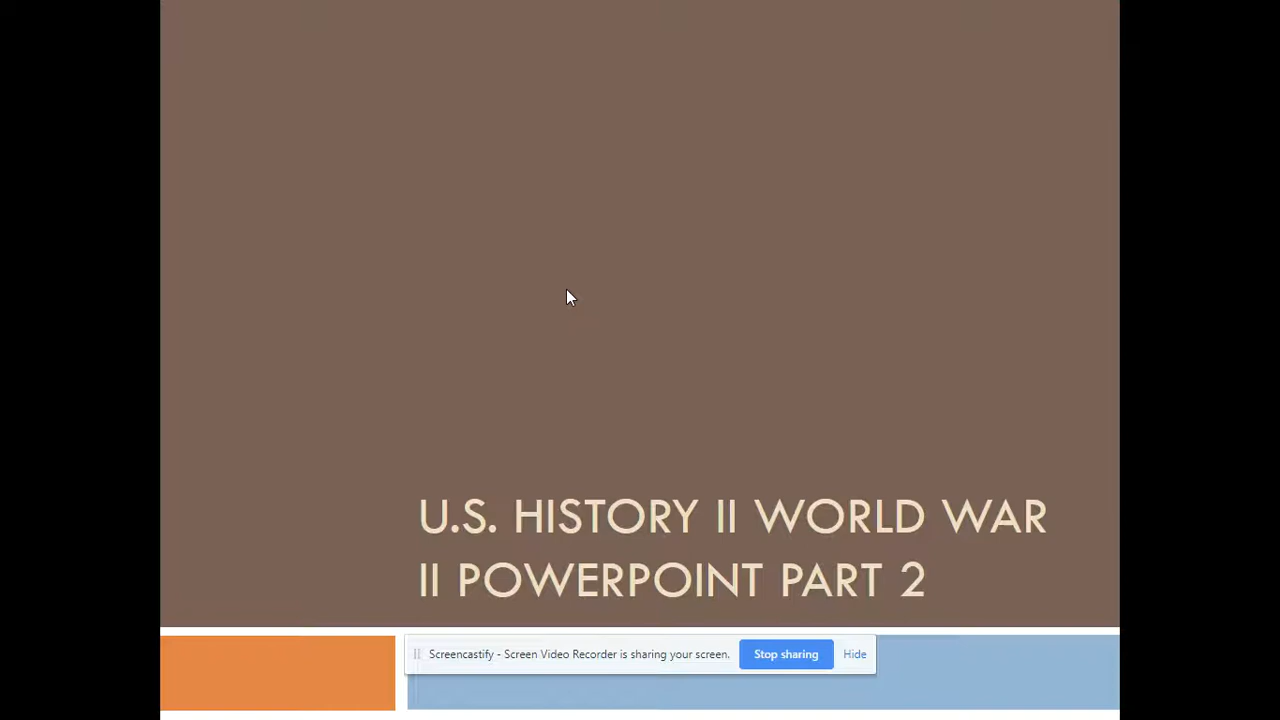 U.S. HISTORY II WORLD WAR
II POWERPOINT PART 2
Screencastify - Screen Video Recorder is sharing your screen. Stop sharing Hide